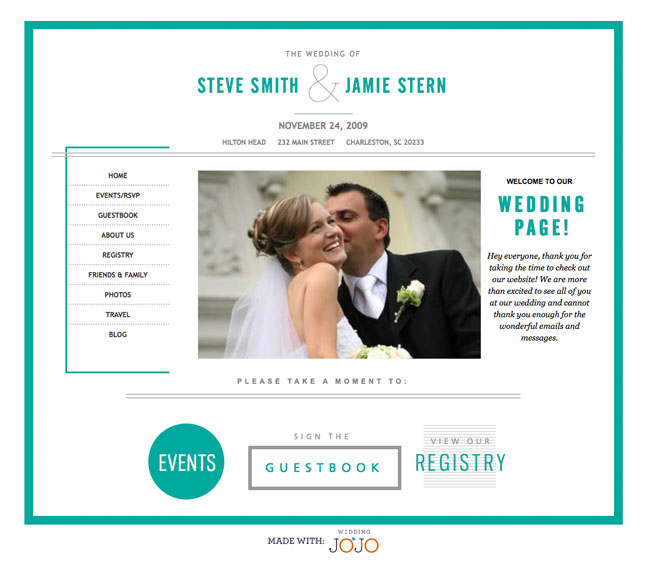 THE WEDDING OF
STEVE SMITH & JAMIE STERN
NOVEMBER 24, 2009
HILTON HEAD 232 MAIN STREET CHARLESTON, SC 20233
HOME
EVENTS/RSVP
GUESTBOOK
ABOUT US
REGISTRY
FRIENDS & FAMILY
PHOTOS
TRAVEL
BLOG
WELCOME TO OUR
WEDDING
PAGE!
Hey everyone, thank you for
taking the time to check out
our website! We are more
than excited to see all of you
at our wedding and cannot
thank you enough for the
wonderful emails and
messages.
PLEASE TAKE A MOMENT TO:
EVENTS
SIGN THE
GUESTBOOK
VIEW OUR
REGISTRY
MADE WITH: WEDDING
JOJO